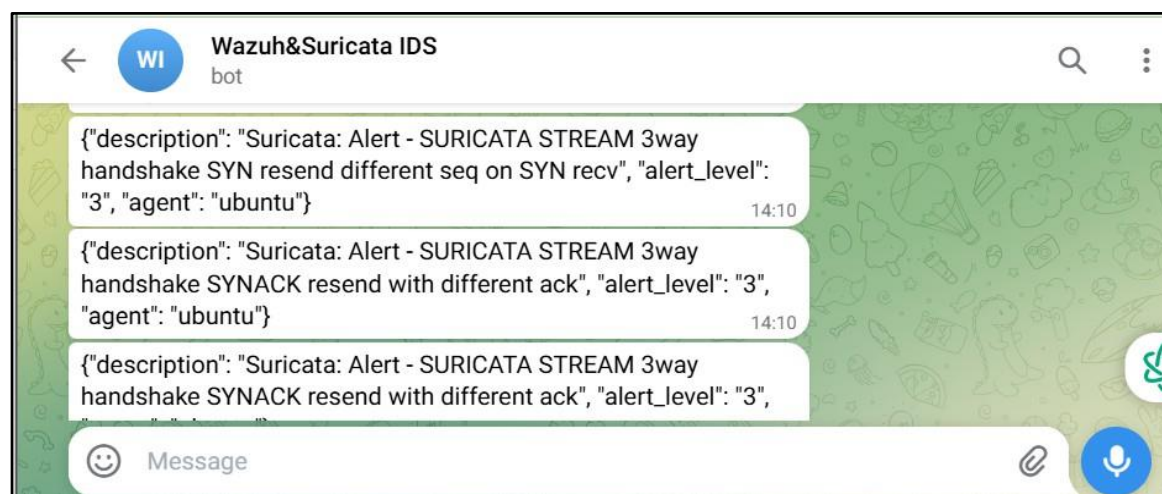 Wazuh&Suricata IDS
WI
bot
{"description": "Suricata: Alert - SURICATA STREAM 3way
handshake SYN resend different seq on SYN recv", "alert_level":
"3", "agent": "ubuntu"}
14:10
{"description": "Suricata: Alert - SURICATA STREAM 3way
handshake SYNACK resend with different ack", "alert_level": "3",
"agent": "ubuntu"}
14:10
{"description": "Suricata: Alert - SURICATA STREAM 3way
handshake SYNACK resend with different ack", "alert_level": "3",
Message